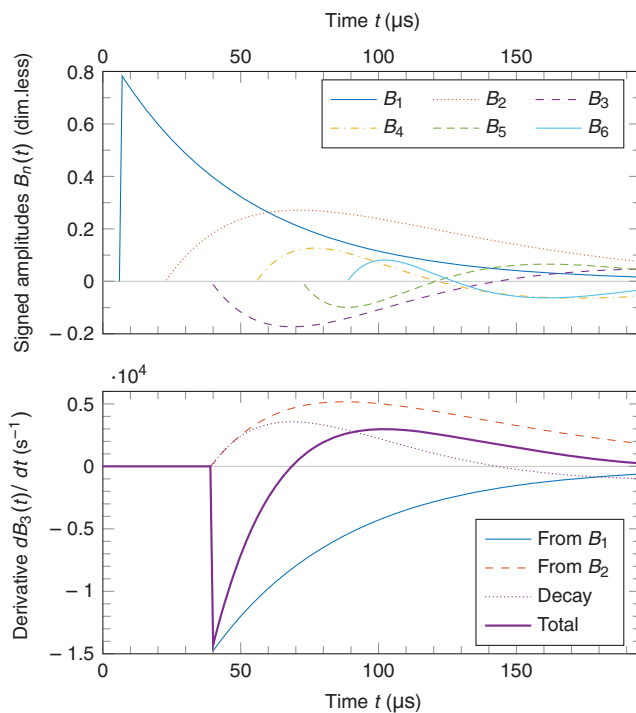 Time t (μs)
0 50 100 150
Signed amplitudes Bn(t) (dim.less)
0.8
0.6
0.4
0.2
0
− 0.2
B1 B2 B3
B4 B5 B6
·10⁴
Derivative dB3(t)/ dt (s⁻¹)
0.5
0
− 0.5
− 1
− 1.5
From B1
From B2
Decay
Total
0 50 100 150
Time t (μs)